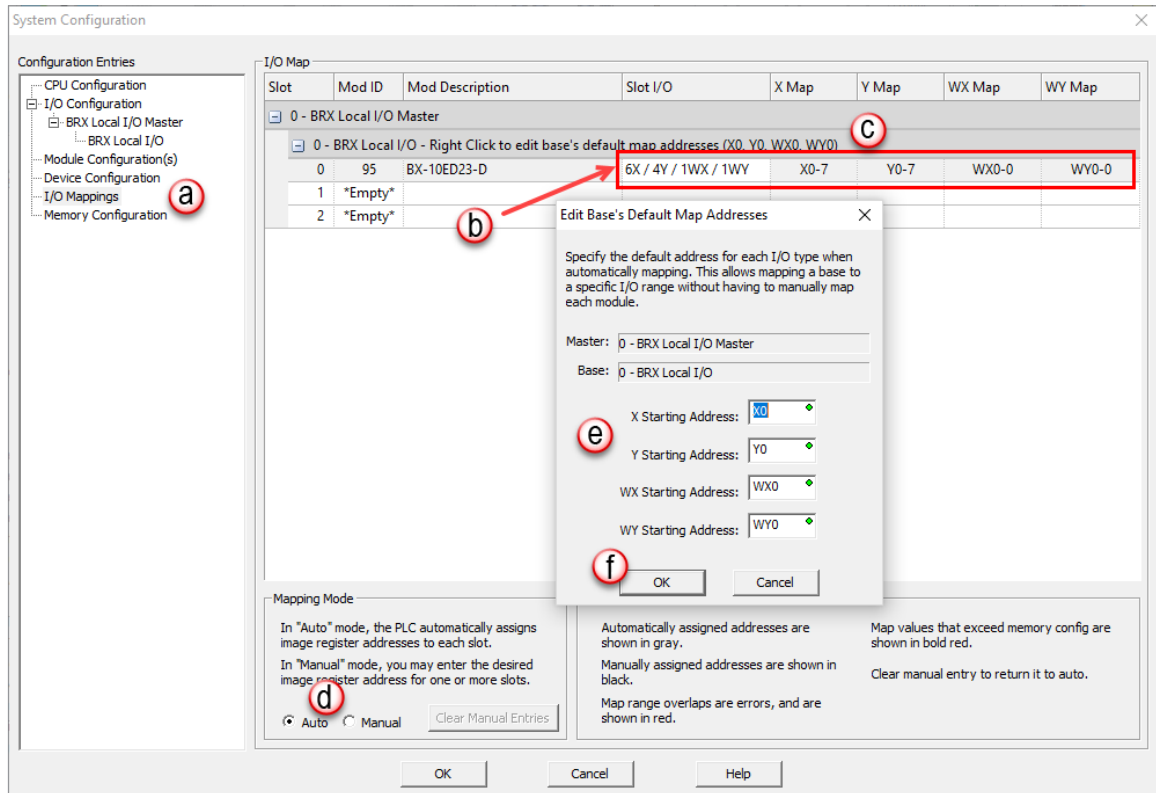 System Configuration
Configuration Entries
CPU Configuration
I/O Configuration
BRX Local I/O Master
BRX Local I/O
Module Configuration(s)
Device Configuration
I/O Mappings
a
Memory Configuration
I/O Map
Slot Mod ID Mod Description Slot I/O X Map Y Map WX Map WY Map
0 - BRX Local I/O Master
c
0 - BRX Local I/O - Right Click to edit base's default map addresses (X0, Y0, WX0, WY0)
0 95 BX-10ED23-D 6X / 4Y / 1WX / 1WY X0-7 Y0-7 WX0-0 WY0-0
1 *Empty*
2 *Empty*
b
Edit Base's Default Map Addresses
Specify the default address for each I/O type when
automatically mapping. This allows mapping a base to
a specific I/O range without having to manually map
each module.
Master: 0 - BRX Local I/O Master
Base: 0 - BRX Local I/O
e
X Starting Address: X0
Y Starting Address: Y0
WX Starting Address: WX0
WY Starting Address: WY0
f
OK Cancel
Mapping Mode
In "Auto" mode, the PLC automatically assigns
image register addresses to each slot.
In "Manual" mode, you may enter the desired
image register address for one or more slots.
d
Auto Manual Clear Manual Entries
Automatically assigned addresses are
shown in gray.
Manually assigned addresses are shown in
black.
Map range overlaps are errors, and are
shown in red.
Map values that exceed memory config are
shown in bold red.
Clear manual entry to return it to auto.
OK Cancel Help